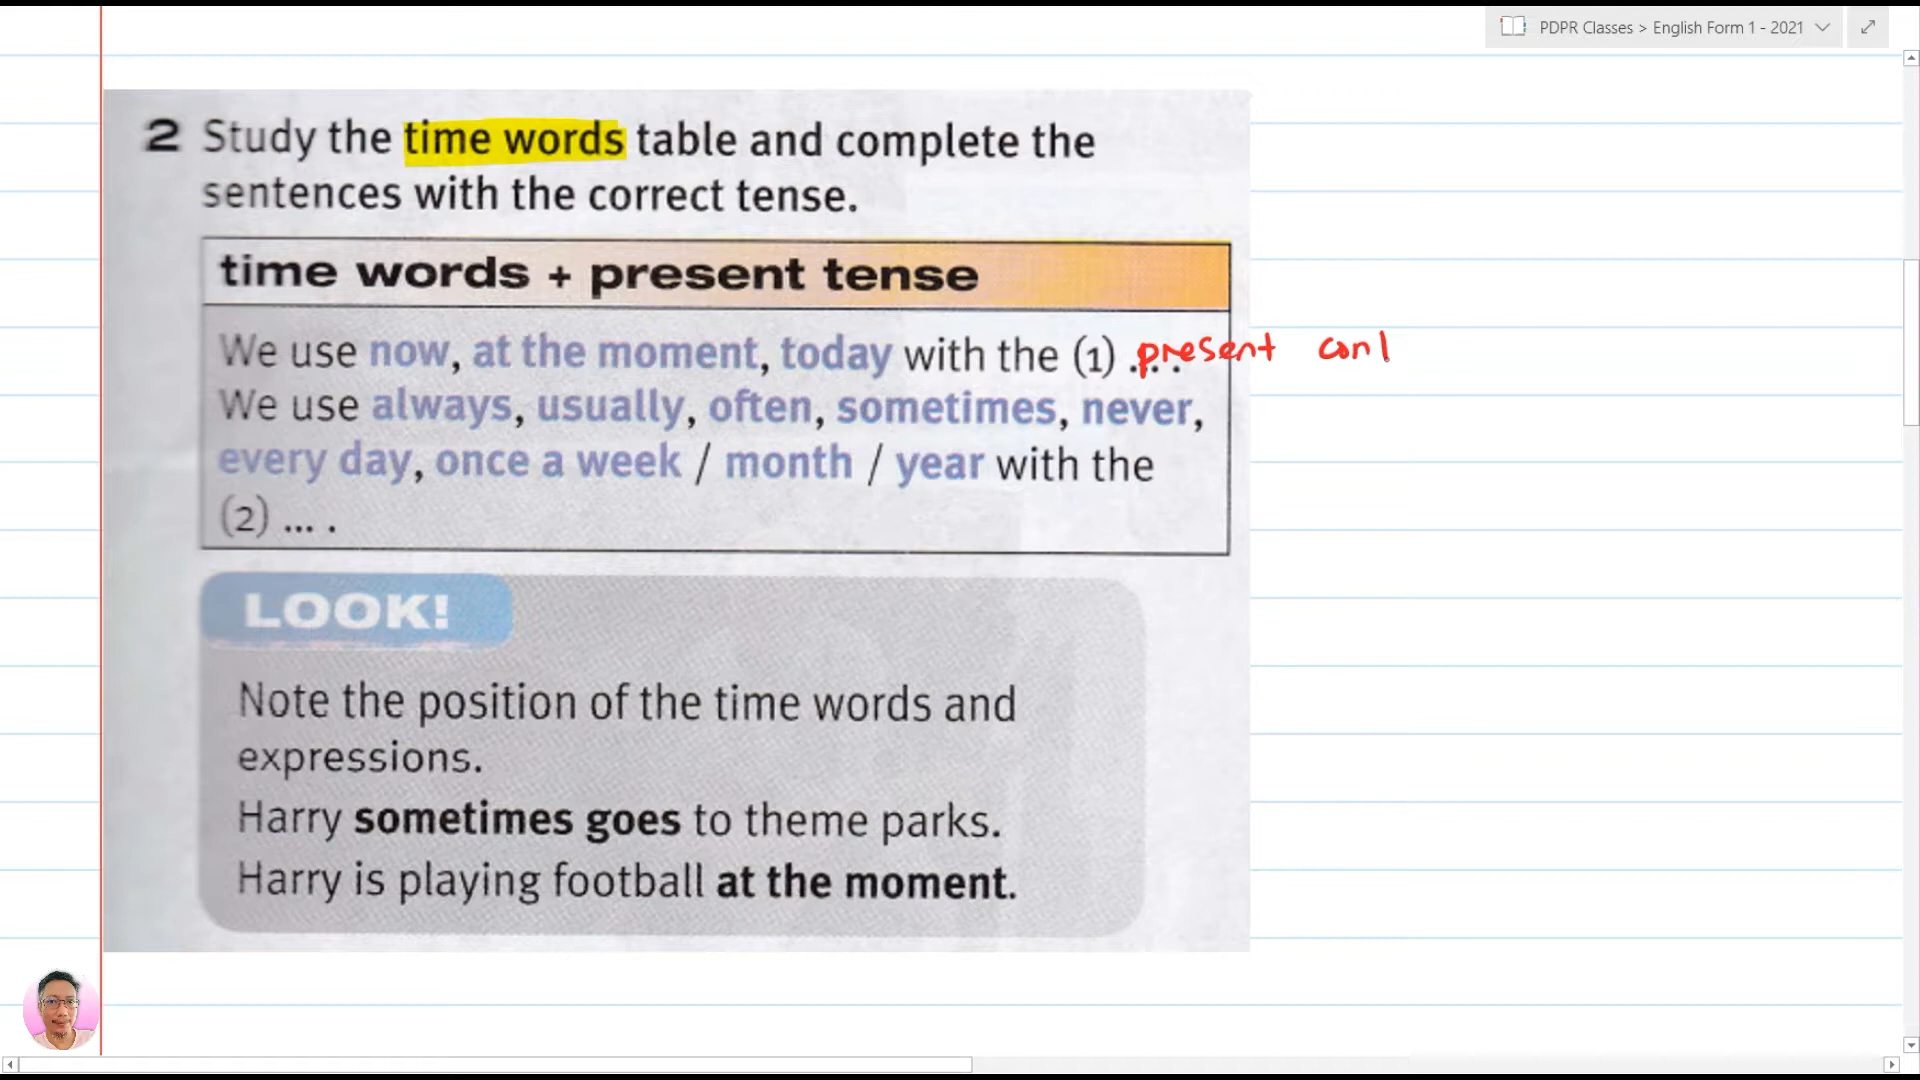 PDPR Classes > English Form 1 - 2021
2 Study the time words table and complete the
sentences with the correct tense.
time words + present tense
We use now, at the moment, today with the (1) ... . present con
We use always, usually, often, sometimes, never,
every day, once a week / month / year with the
(2) ... .
LOOK!
Note the position of the time words and
expressions.
Harry sometimes goes to theme parks.
Harry is playing football at the moment.